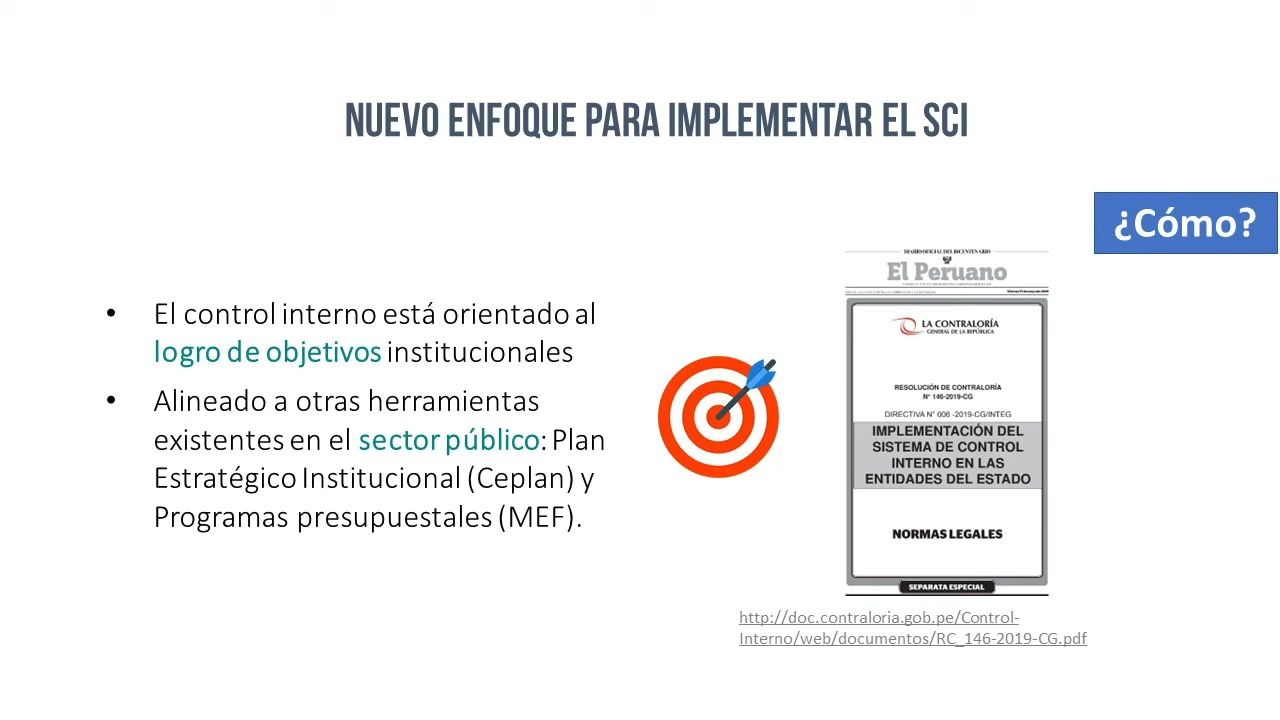 NUEVO ENFOQUE PARA IMPLEMENTAR EL SCI
¿Cómo?
• El control interno está orientado al
logro de objetivos institucionales
• Alineado a otras herramientas
existentes en el sector público: Plan
Estratégico Institucional (Ceplan) y
Programas presupuestales (MEF).
DIARIO OFICIAL DEL BICENTENARIO
El Peruano
LA CONTRALORÍA
GENERAL DE LA REPÚBLICA
RESOLUCIÓN DE CONTRALORÍA
N° 146-2019-CG
DIRECTIVA N° 006 -2019-CG/INTEG
IMPLEMENTACIÓN DEL
SISTEMA DE CONTROL
INTERNO EN LAS
ENTIDADES DEL ESTADO
NORMAS LEGALES
SEPARATA ESPECIAL
http://doc.contraloria.gob.pe/Control-
Interno/web/documentos/RC_146-2019-CG.pdf